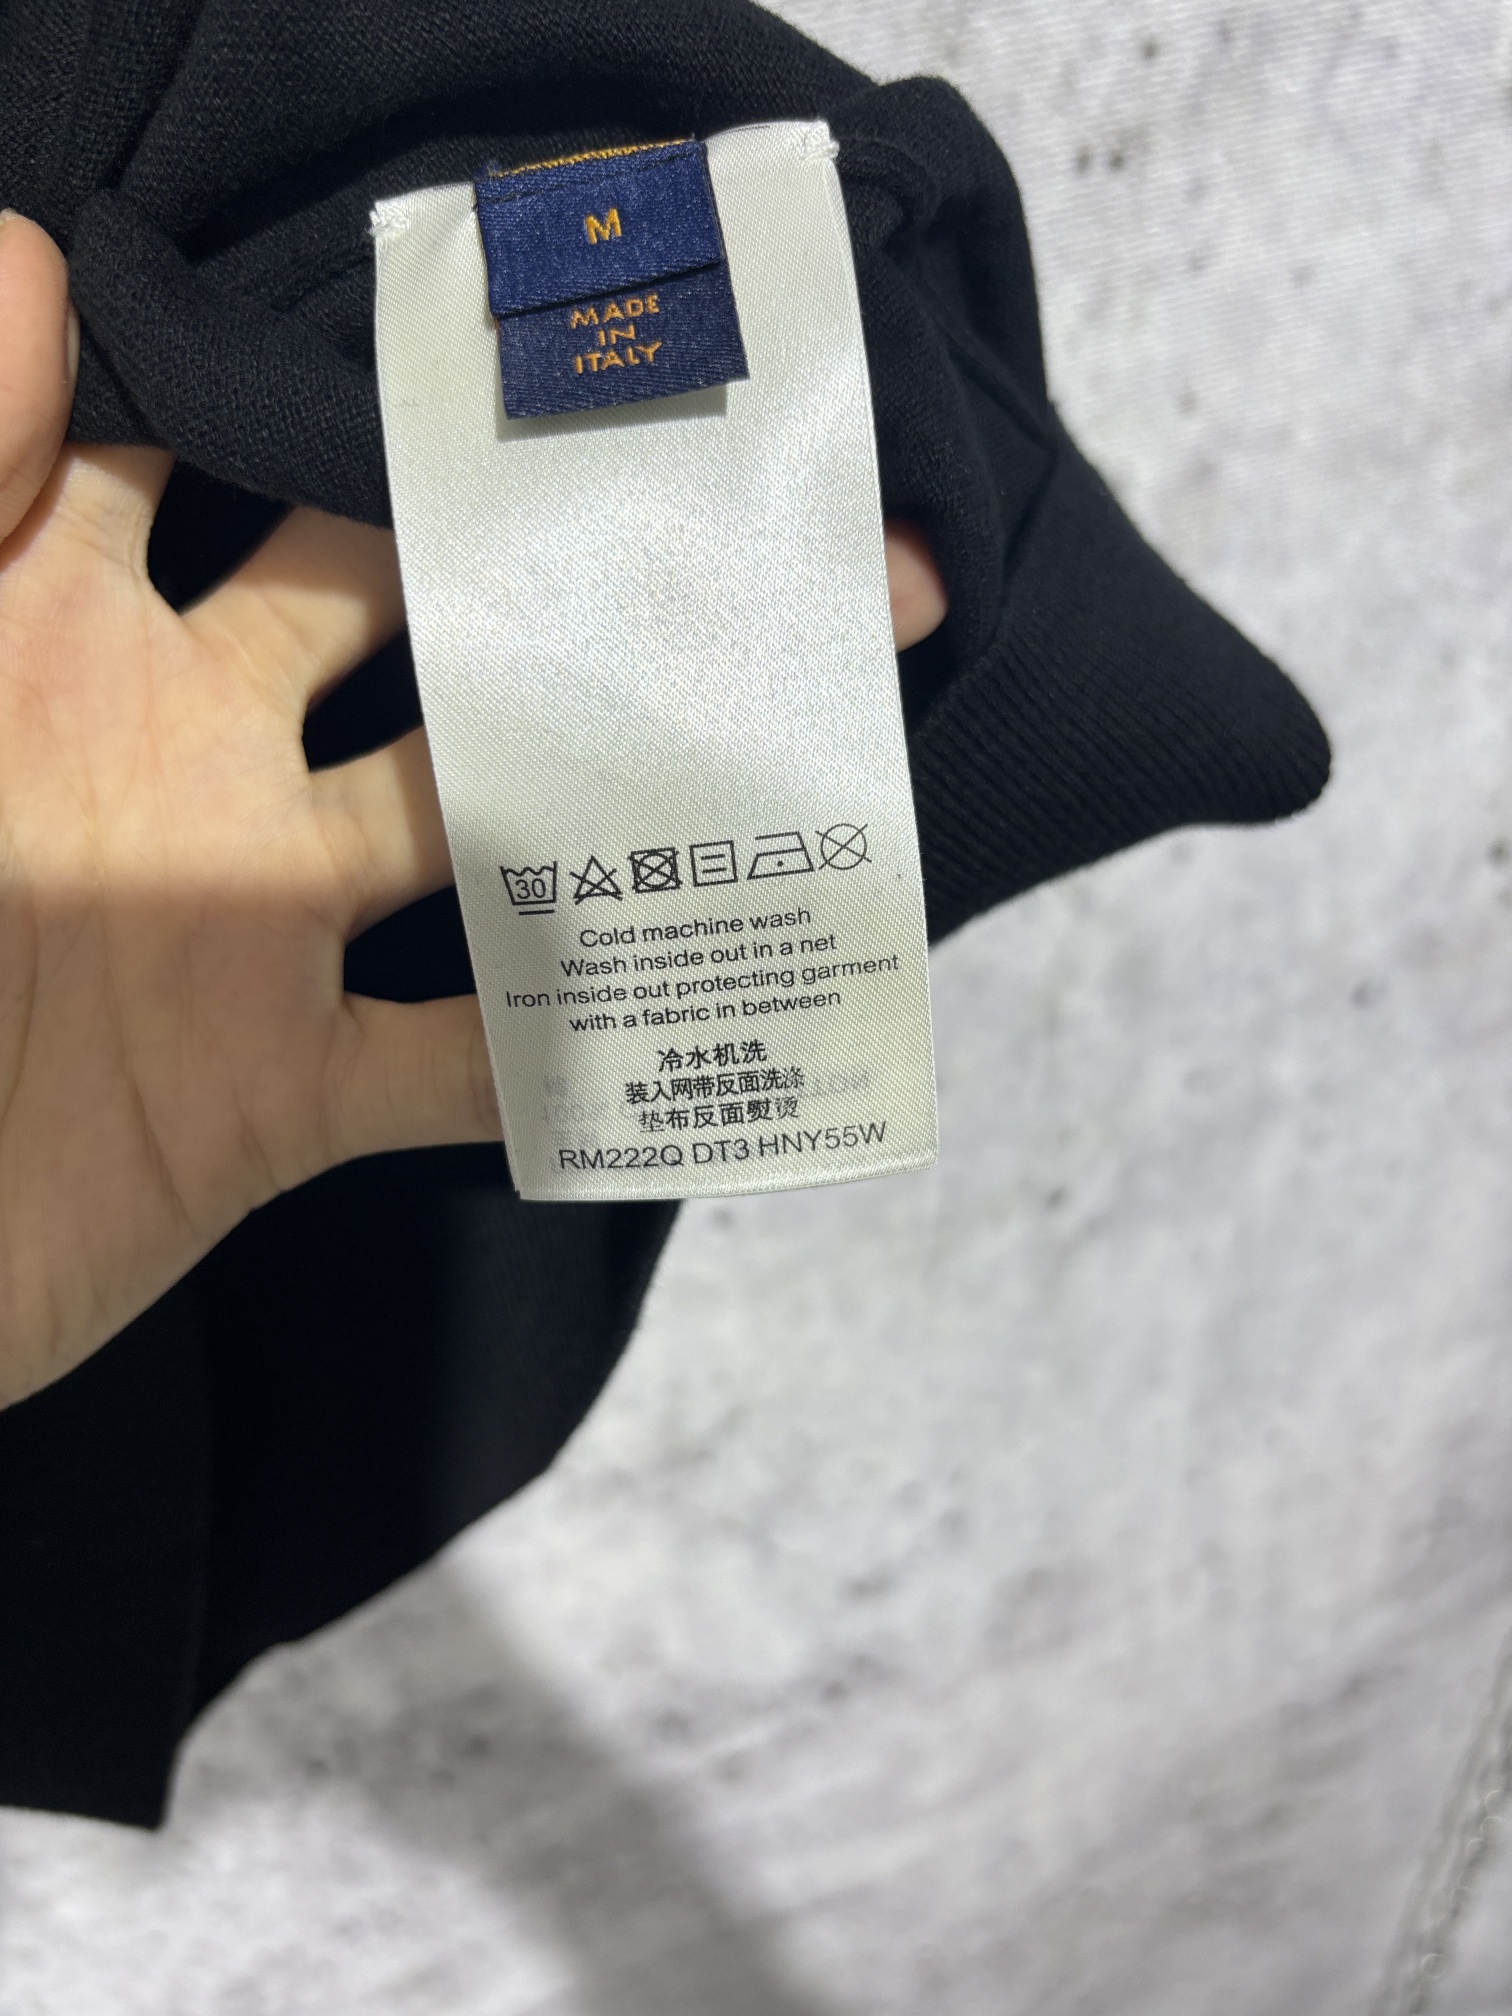 M
MADE
IN
ITALY
30
Cold machine wash
Wash inside out in a net
Iron inside out protecting garment
with a fabric in between
冷水机洗
装入网带反面洗涤
垫布反面熨烫
RM222Q DT3 HNY55W